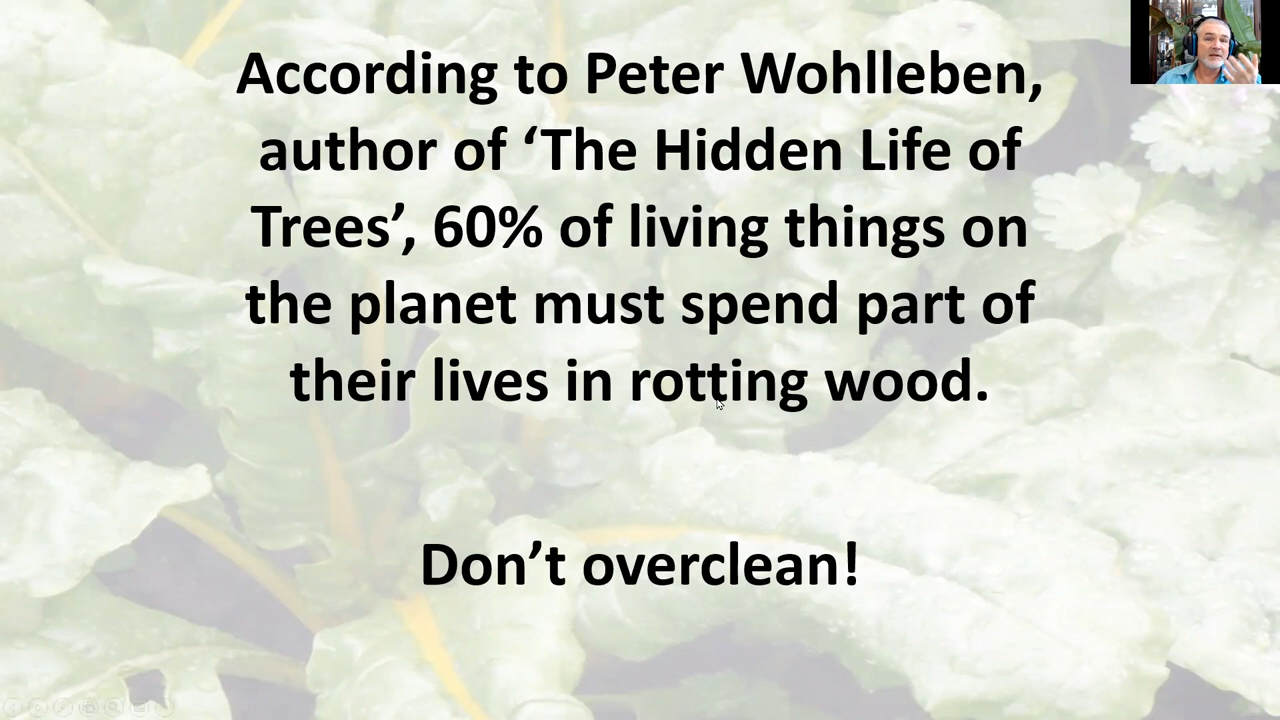 According to Peter Wohlleben,
author of ‘The Hidden Life of
Trees’, 60% of living things on
the planet must spend part of
their lives in rotting wood.
Don’t overclean!